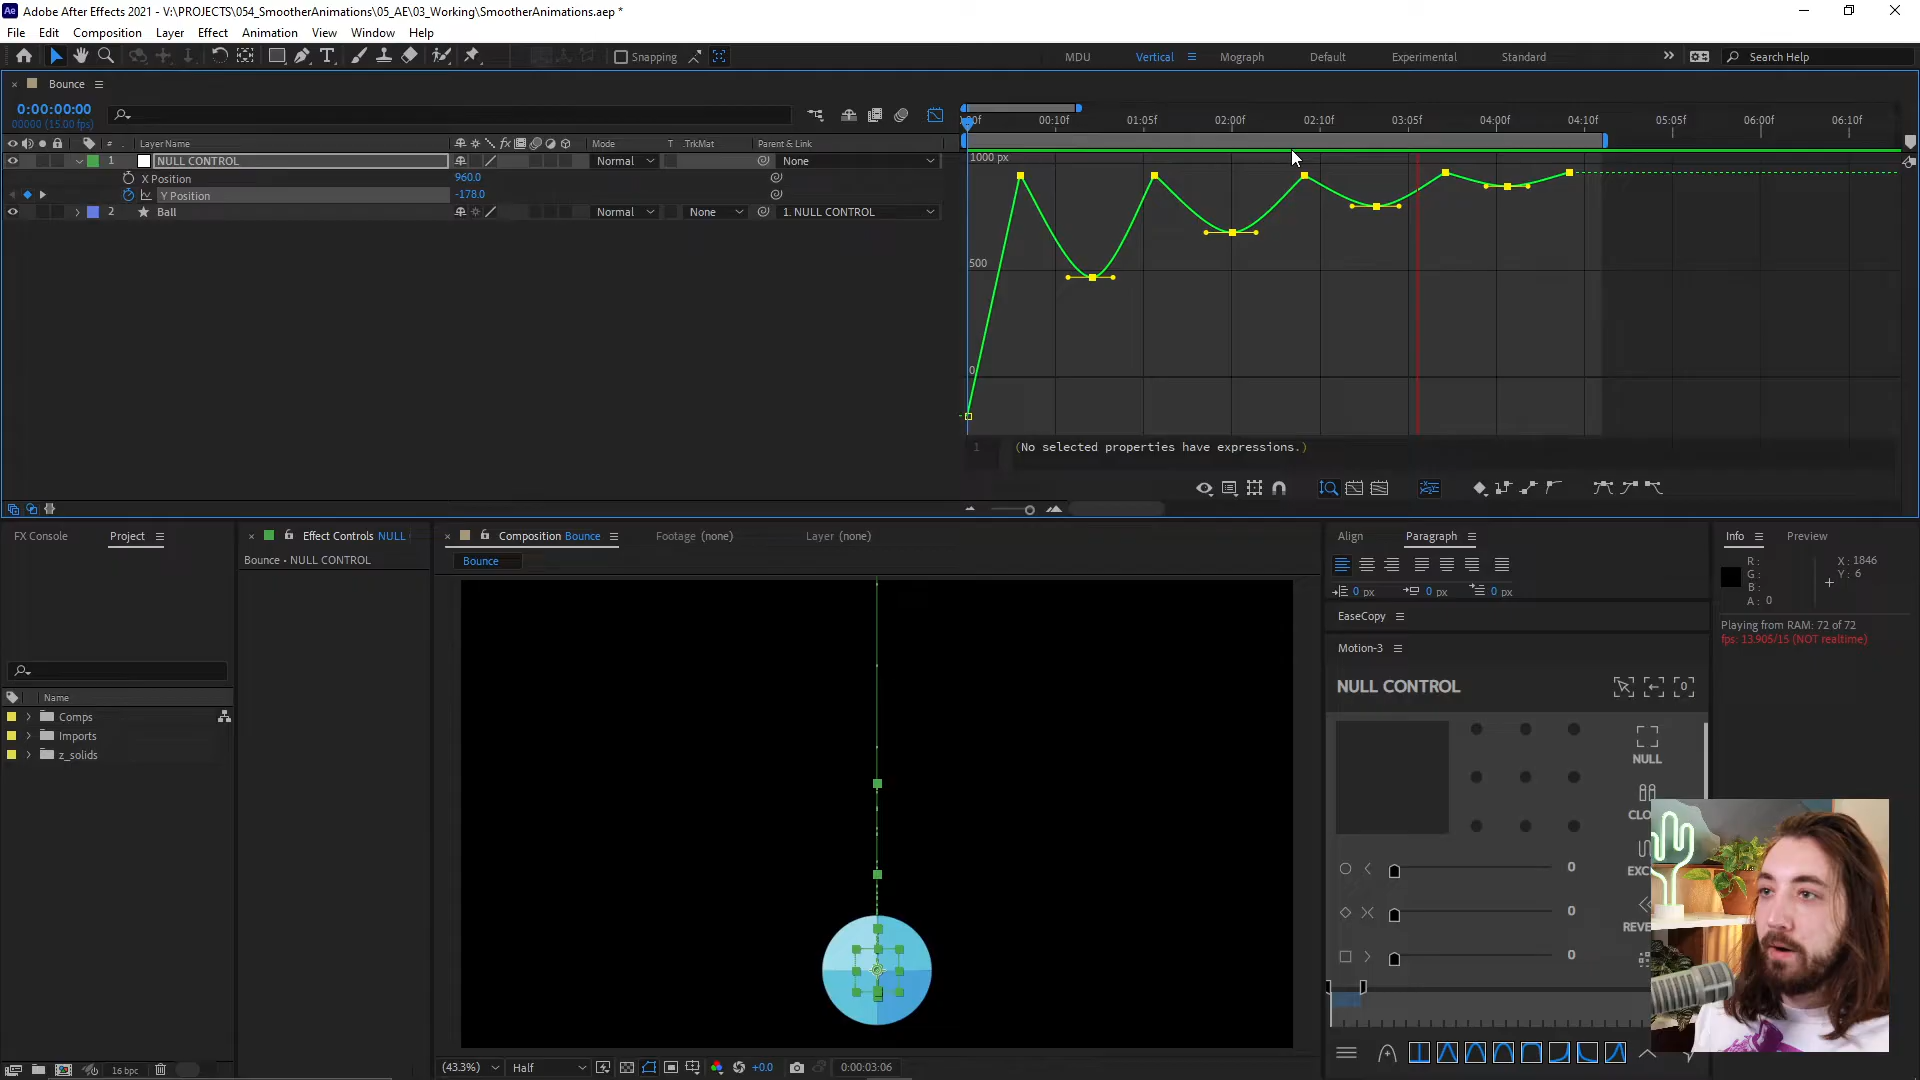 Ae Adobe After Effects 2021 - V:\PROJECTS\054_SmootherAnimations\05_AE\03_Working\SmootherAnimations.aep *
File Edit Composition Layer Effect Animation View Window Help
Snapping MDU Vertical Mograph Default Experimental Standard Search Help
Bounce
0:00:00:00
00000 (15.00 fps)
00:10f 01:05f 02:00f 02:10f 03:05f 04:00f 04:10f 05:05f 06:00f 06:10f
# Layer Name Mode T .TrkMat Parent & Link
1 NULL CONTROL Normal None
X Position 960.0
Y Position -178.0
2 Ball Normal None 1. NULL CONTROL
1000 px
500
0
1 (No selected properties have expressions.)
FX Console Project Effect Controls NULL Composition Bounce Footage (none) Layer (none) Align Paragraph Info Preview
Bounce • NULL CONTROL
Bounce
R:
G:
B:
A: 0
X: 1846
Y: 6
0 px 0 px 0 px
EaseCopy
Playing from RAM: 72 of 72
fps: 13.905/15 (NOT realtime)
Motion-3
NULL CONTROL
Name
Comps
Imports
z_solids
NULL
CLO
EXC
REVE
0
0
0
16 bpc (43.3%) Half +0.0 0:00:03:06